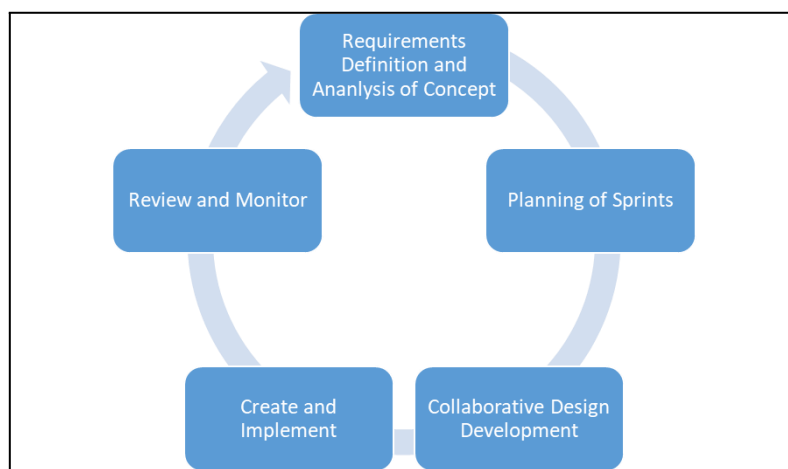 Requirements
Definition and
Ananlysis of Concept
Planning of Sprints
Collaborative Design
Development
Create and
Implement
Review and Monitor